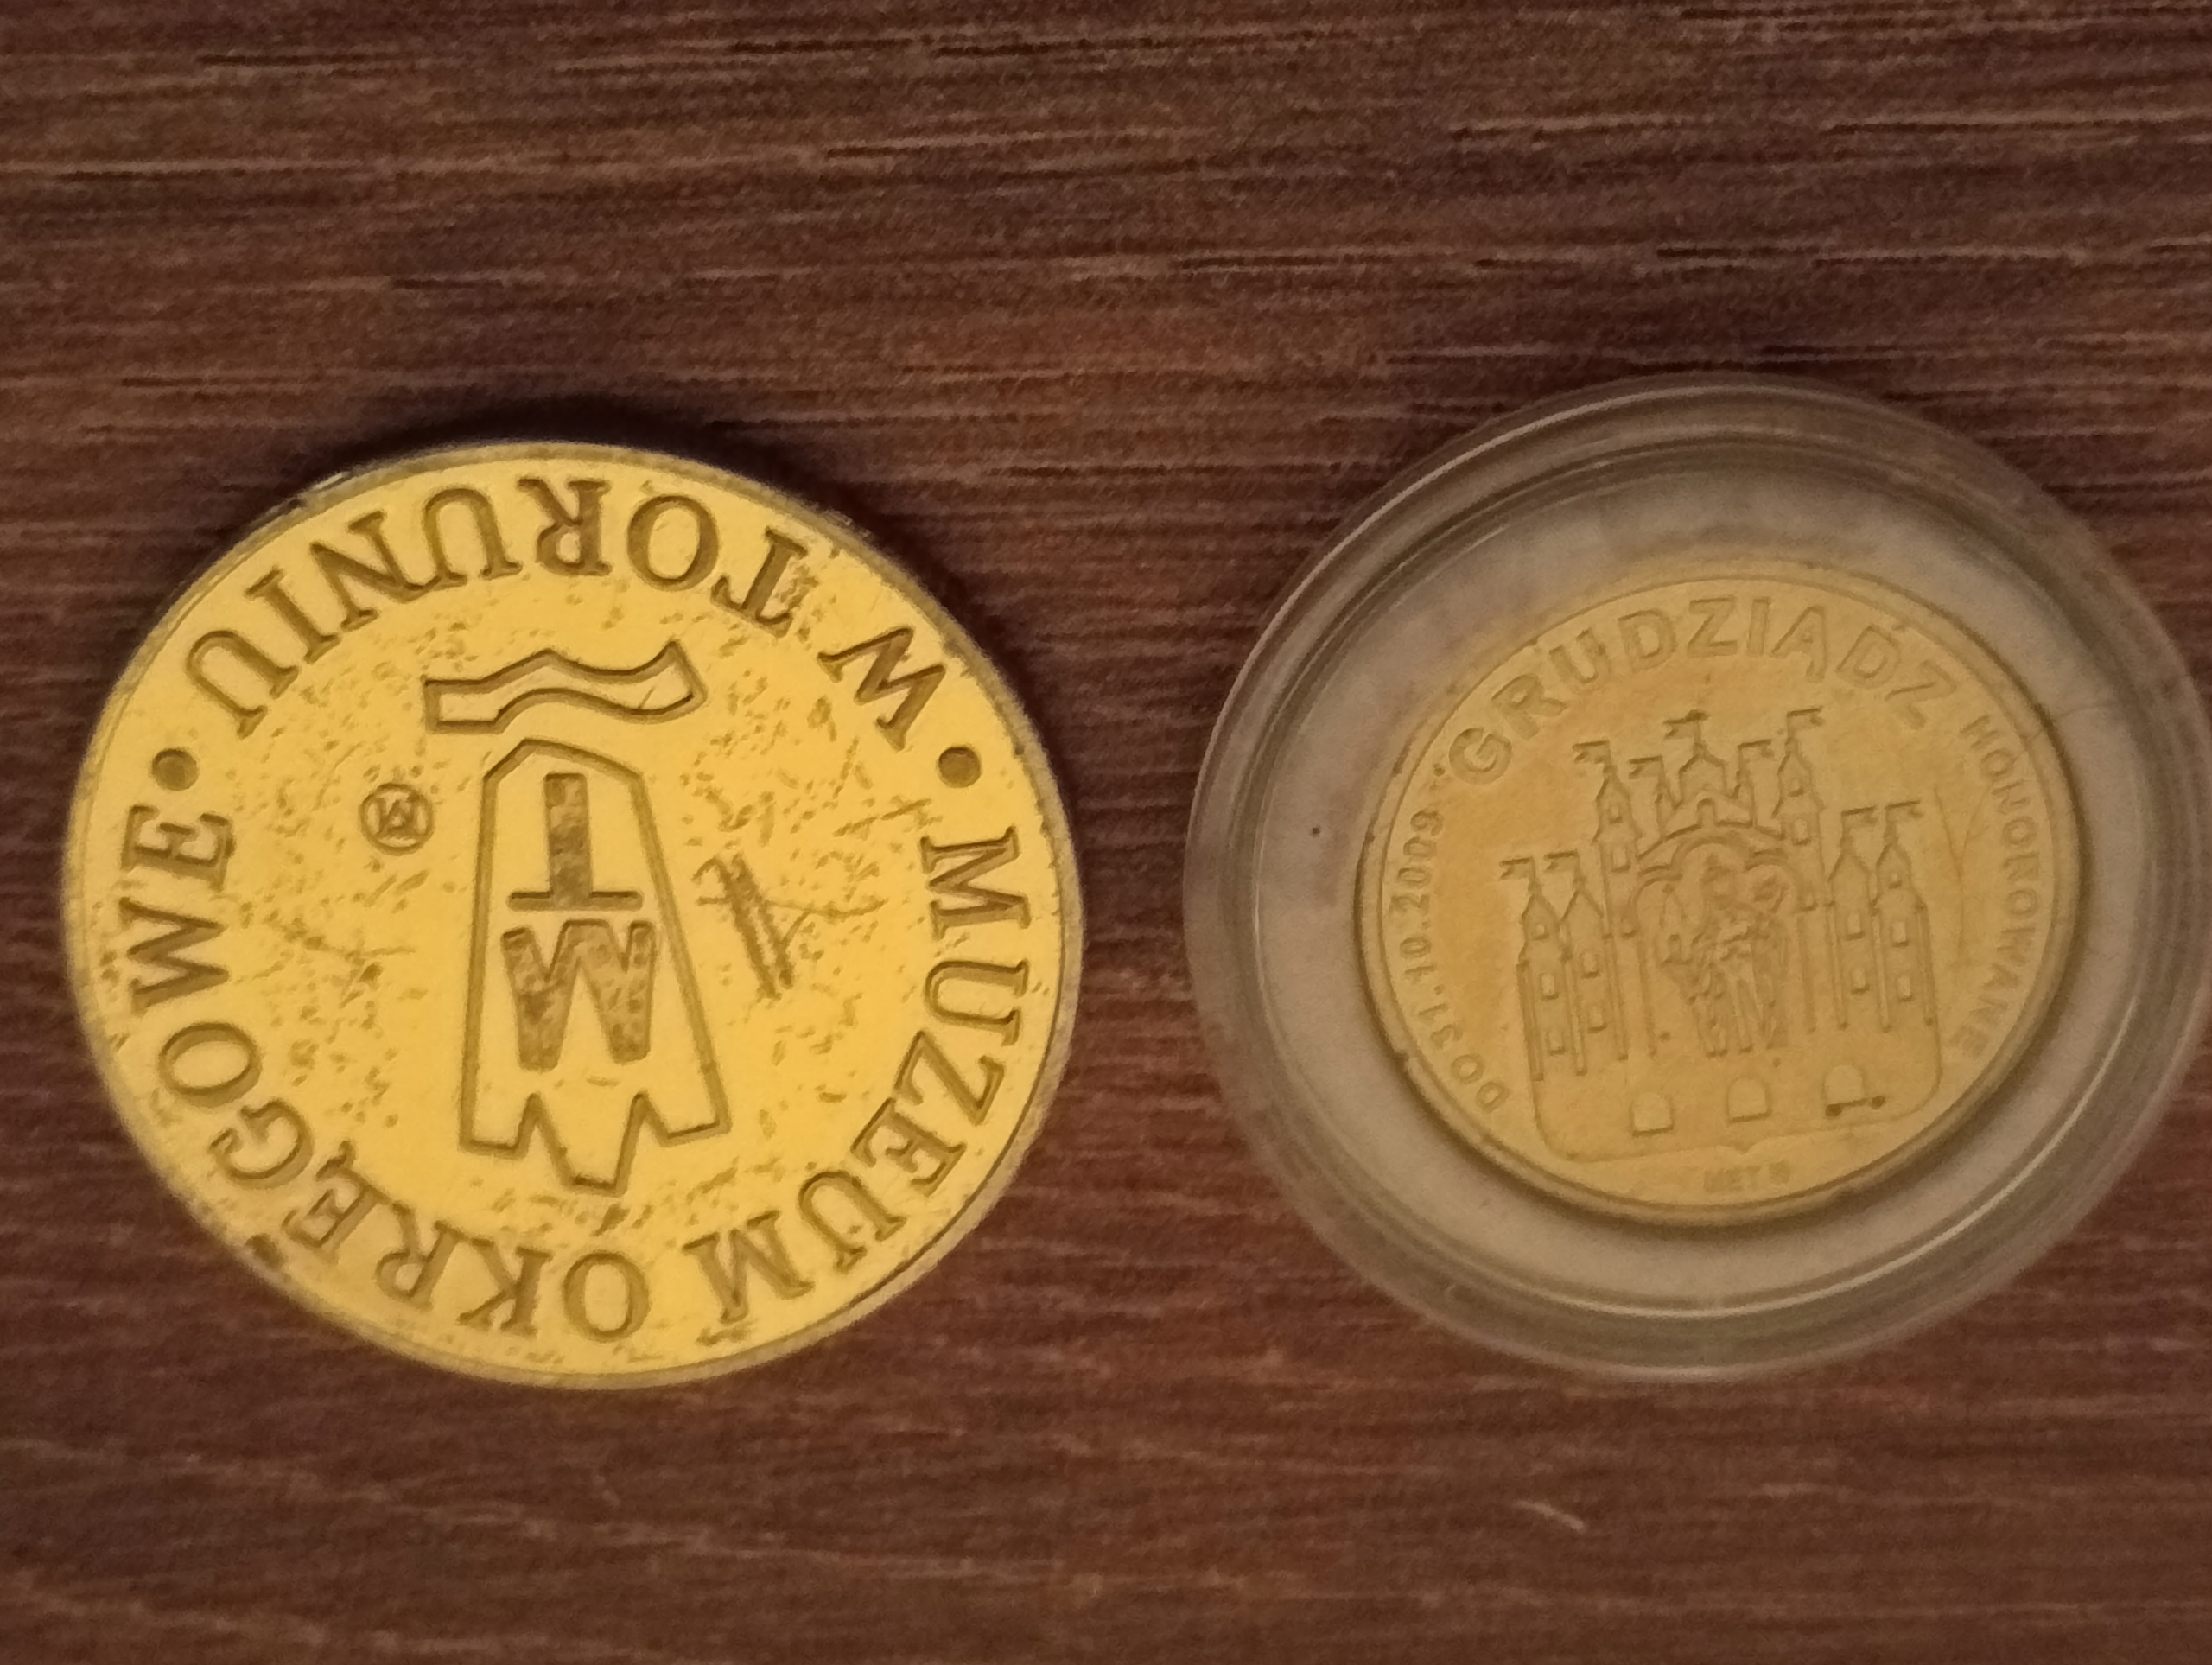 MUZEUM OKRĘGOWE
• W TORUNIU •
M
T
GRUDZIĄDZ
HONOROWANE
DO 31.10.2009